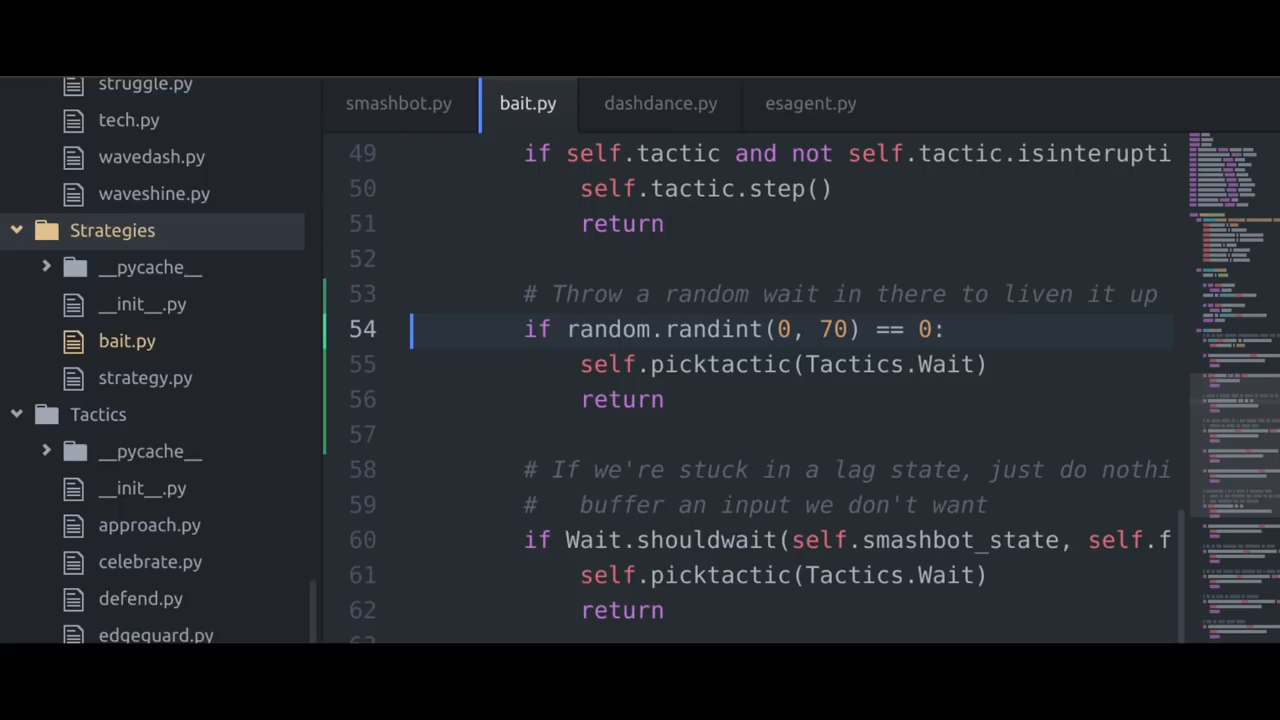 struggle.py
tech.py
wavedash.py
waveshine.py
Strategies
__pycache__
__init__.py
bait.py
strategy.py
Tactics
__pycache__
__init__.py
approach.py
celebrate.py
defend.py
edgeguard.py
smashbot.py bait.py dashdance.py esagent.py
49 if self.tactic and not self.tactic.isinterupti
50 self.tactic.step()
51 return
52
53 # Throw a random wait in there to liven it up
54 if random.randint(0, 70) == 0:
55 self.picktactic(Tactics.Wait)
56 return
57
58 # If we're stuck in a lag state, just do nothi
59 # buffer an input we don't want
60 if Wait.shouldwait(self.smashbot_state, self.f
61 self.picktactic(Tactics.Wait)
62 return